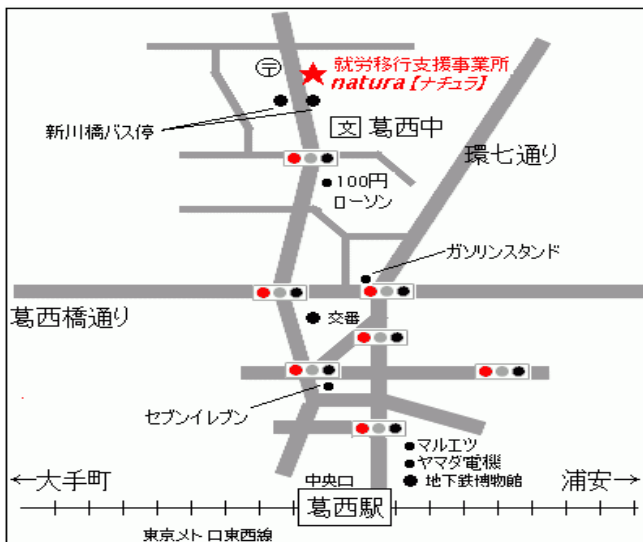 〒
就労移行支援事業所
natura【ナチュラ】
新川橋バス停
文
葛西中
環七通り
100円
ローソン
ガソリンスタンド
葛西橋通り
交番
セブンイレブン
マルエツ
ヤマダ電機
地下鉄博物館
←大手町
中央口
浦安→
葛西駅
東京メトロ東西線